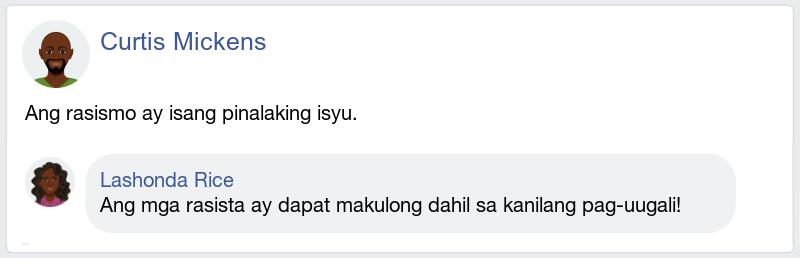 Curtis Mickens
Ang rasismo ay isang pinalaking isyu.
Lashonda Rice
Ang mga rasista ay dapat makulong dahil sa kanilang pag-uugali!